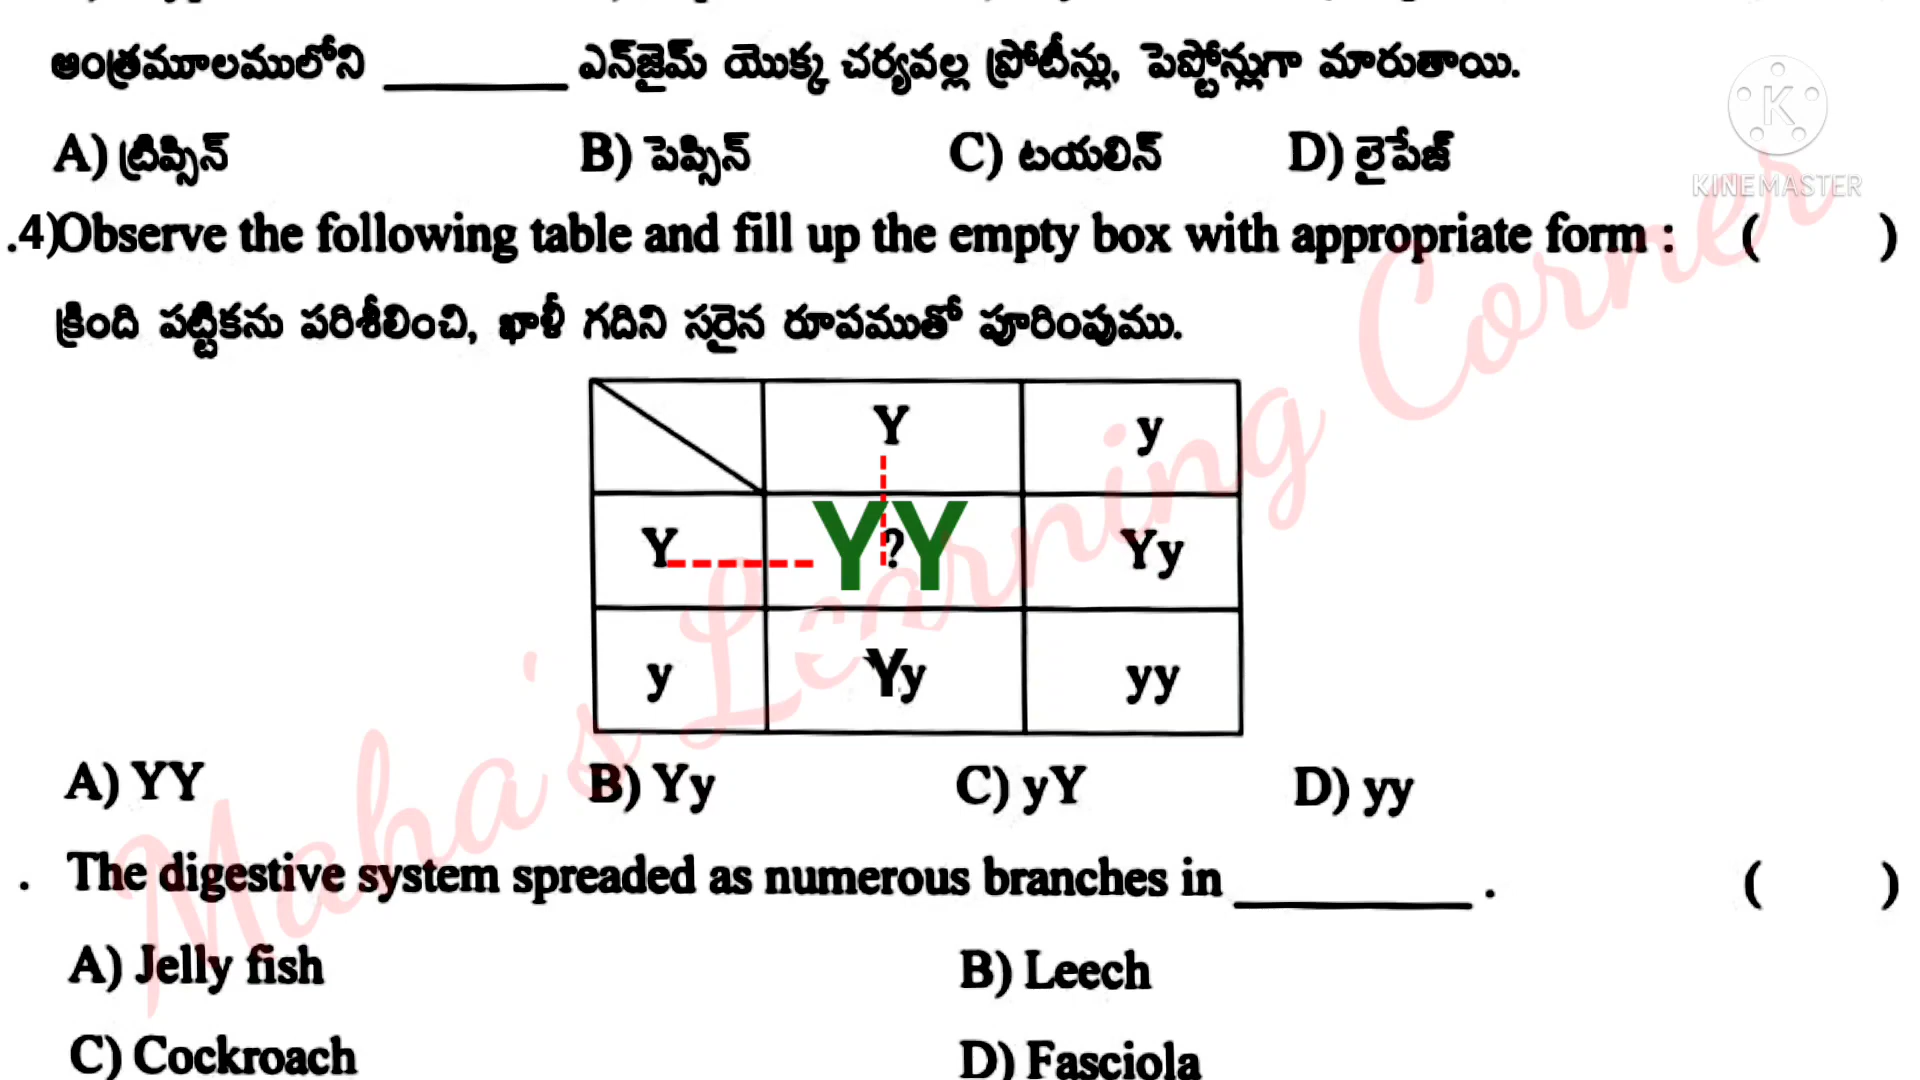 ఆంత్రమూలములోని ________ ఎన్‌జైమ్ యొక్క చర్యవల్ల ప్రోటీన్లు, పెప్టోన్లుగా మారుతాయి.
A) ట్రిప్సిన్ B) పెప్సిన్ C) టయలిన్ D) లైపేజ్
K
KINEMASTER
.4)Observe the following table and fill up the empty box with appropriate form : ( )
క్రింది పట్టికను పరిశీలించి, ఖాళీ గదిని సరైన రూపముతో పూరింపుము.
Y y
Y YY ? Yy
y Yy yy
A) YY B) Yy C) yY D) yy
. The digestive system spreaded as numerous branches in ________ . ( )
A) Jelly fish B) Leech
C) Cockroach D) Fasciola
Maha's Learning Corner